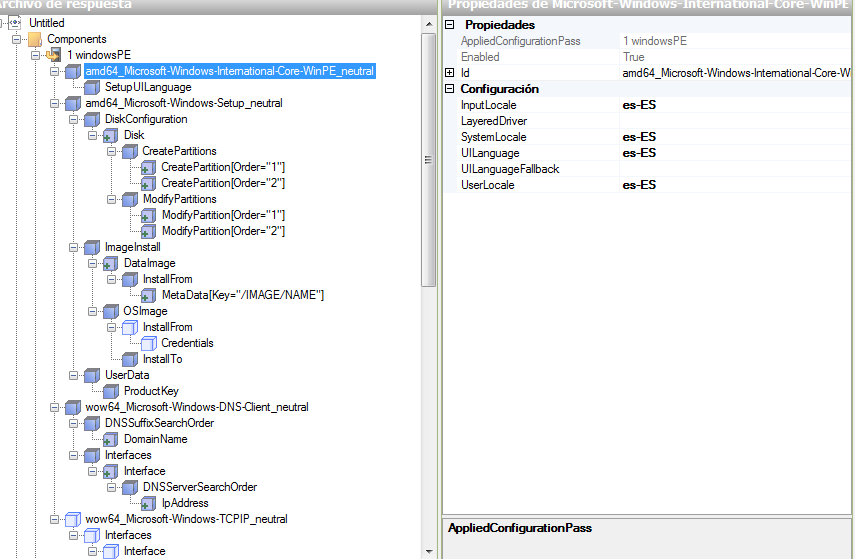 Archivo de respuesta
Untitled
Components
1 windowsPE
amd64_Microsoft-Windows-International-Core-WinPE_neutral
SetupUILanguage
amd64_Microsoft-Windows-Setup_neutral
DiskConfiguration
Disk
CreatePartitions
CreatePartition[Order="1"]
CreatePartition[Order="2"]
ModifyPartitions
ModifyPartition[Order="1"]
ModifyPartition[Order="2"]
ImageInstall
DataImage
InstallFrom
MetaData[Key="/IMAGE/NAME"]
OSImage
InstallFrom
Credentials
InstallTo
UserData
ProductKey
wow64_Microsoft-Windows-DNS-Client_neutral
DNSSuffixSearchOrder
DomainName
Interfaces
Interface
DNSServerSearchOrder
IpAddress
wow64_Microsoft-Windows-TCPIP_neutral
Interfaces
Interface
Propiedades de Microsoft-Windows-International-Core-WinPE
Propiedades
AppliedConfigurationPass 1 windowsPE
Enabled True
Id amd64_Microsoft-Windows-International-Core-W
Configuración
InputLocale es-ES
LayeredDriver
SystemLocale es-ES
UILanguage es-ES
UILanguageFallback
UserLocale es-ES
AppliedConfigurationPass